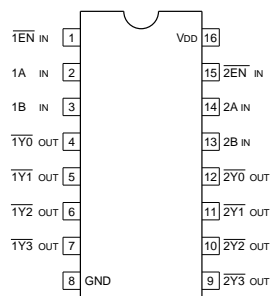 1EN IN 1 VDD 16
1A IN 2 15 2EN IN
1B IN 3 14 2A IN
1Y0 OUT 4 13 2B IN
1Y1 OUT 5 12 2Y0 OUT
1Y2 OUT 6 11 2Y1 OUT
1Y3 OUT 7 10 2Y2 OUT
8 GND 9 2Y3 OUT